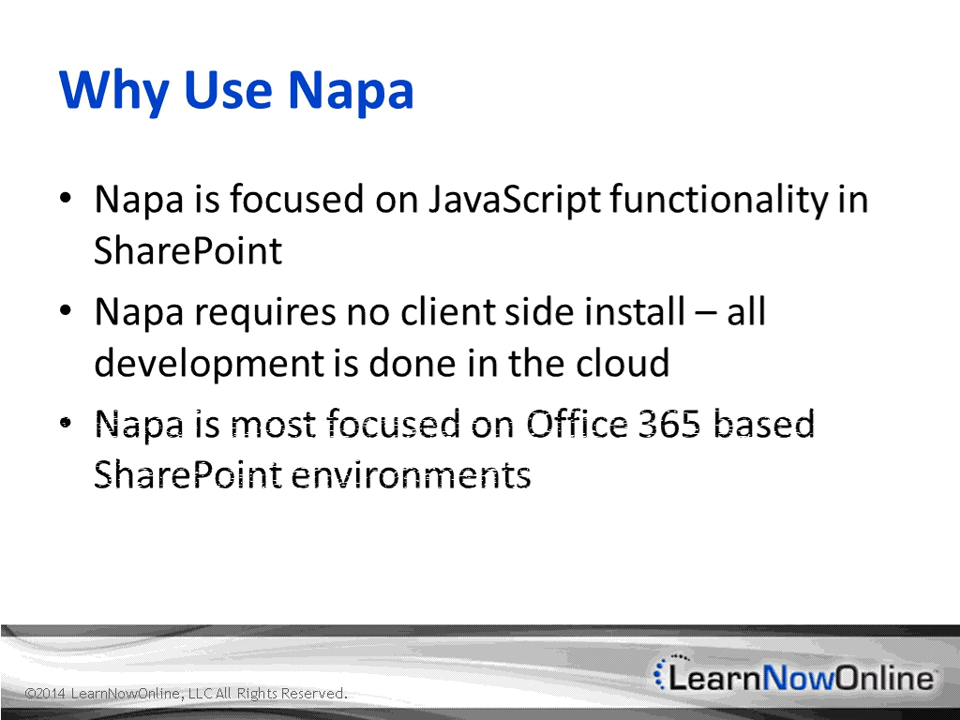 Why Use Napa
• Napa is focused on JavaScript functionality in
SharePoint
• Napa requires no client side install – all
development is done in the cloud
• Napa is most focused on Office 365 based
SharePoint environments
©2014 LearnNowOnline, LLC All Rights Reserved.
LearnNowOnline